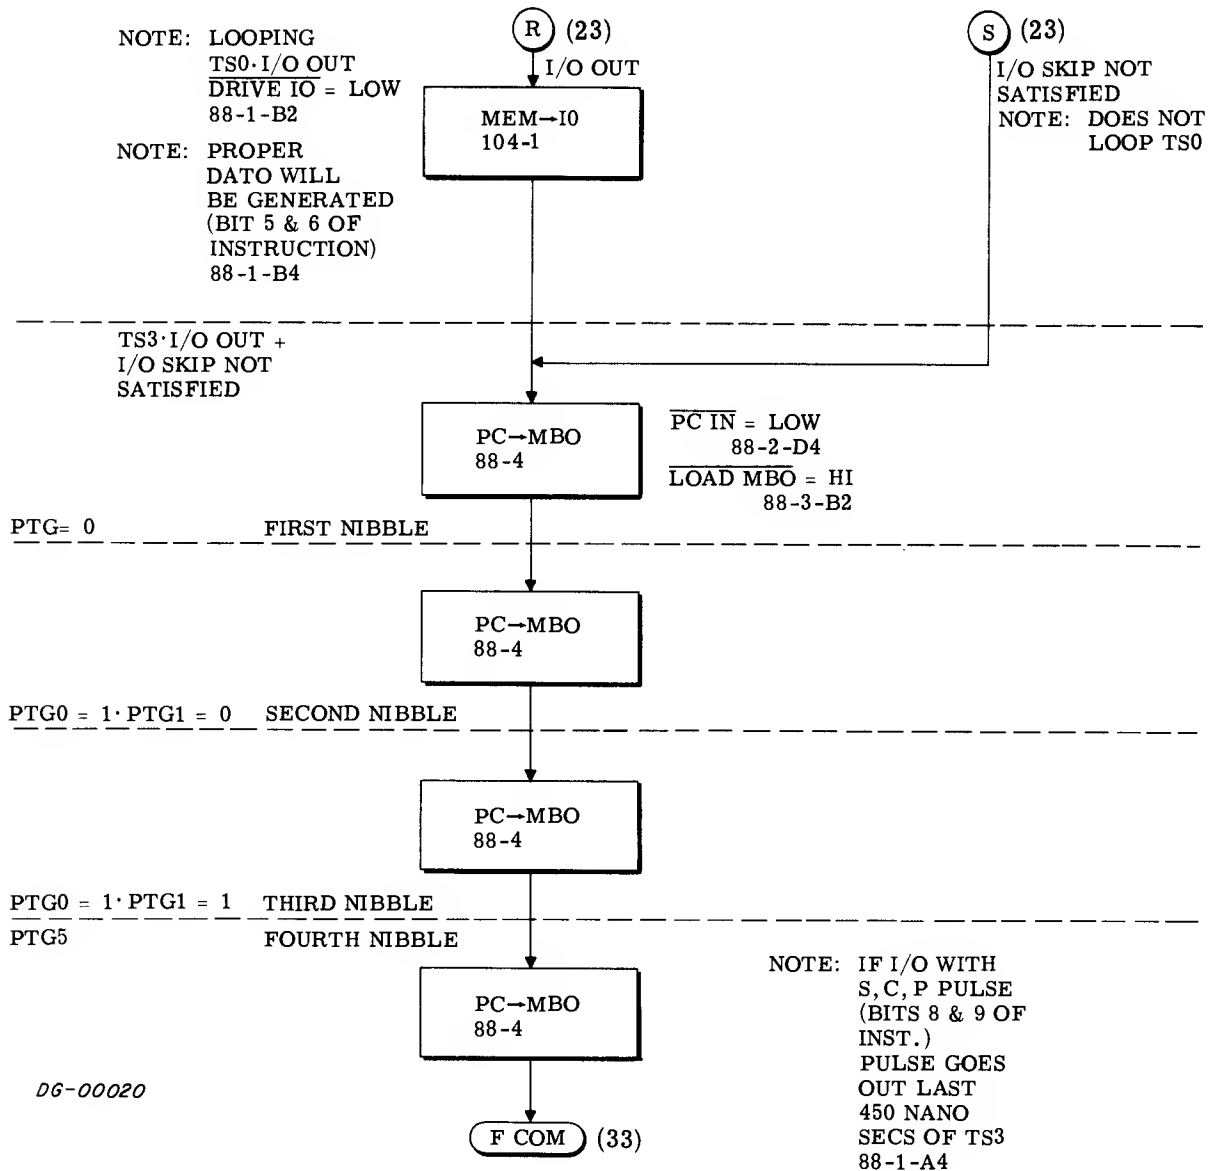 NOTE: LOOPING
TS0·I/O OUT
DRIVE IO = LOW
88-1-B2
NOTE: PROPER
DATO WILL
BE GENERATED
(BIT 5 & 6 OF
INSTRUCTION)
88-1-B4
R (23)
I/O OUT
MEM→IO
104-1
S (23)
I/O SKIP NOT
SATISFIED
NOTE: DOES NOT
LOOP TS0
TS3·I/O OUT +
I/O SKIP NOT
SATISFIED
PC→MBO
88-4
PC IN = LOW
88-2-D4
LOAD MBO = HI
88-3-B2
PTG= 0 FIRST NIBBLE
PC→MBO
88-4
PTG0 = 1·PTG1 = 0 SECOND NIBBLE
PC→MBO
88-4
PTG0 = 1·PTG1 = 1 THIRD NIBBLE
PTG5 FOURTH NIBBLE
PC→MBO
88-4
NOTE: IF I/O WITH
S, C, P PULSE
(BITS 8 & 9 OF
INST.)
PULSE GOES
OUT LAST
450 NANO
SECS OF TS3
88-1-A4
DG-00020
F COM (33)